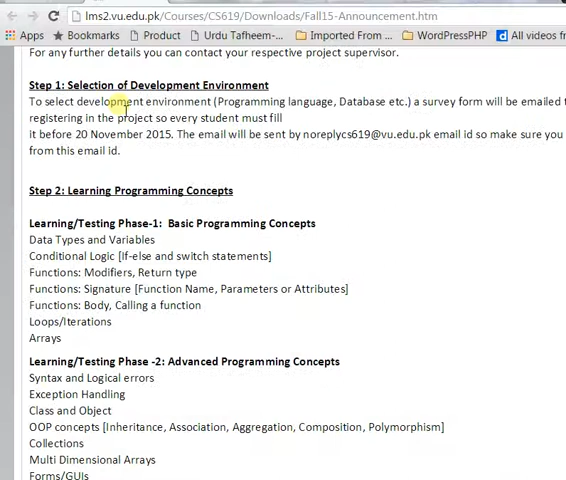 lms2.vu.edu.pk/Courses/CS619/Downloads/Fall15-Announcement.htm
Apps Bookmarks Product Urdu Tafheem-... Imported From ... WordPressPHP d All videos f
For any further details you can contact your respective project supervisor.
Step 1: Selection of Development Environment
To select development environment (Programming language, Database etc.) a survey form will be emailed t
registering in the project so every student must fill
it before 20 November 2015. The email will be sent by noreplycs619@vu.edu.pk email id so make sure you
from this email id.
Step 2: Learning Programming Concepts
Learning/Testing Phase-1: Basic Programming Concepts
Data Types and Variables
Conditional Logic [If-else and switch statements]
Functions: Modifiers, Return type
Functions: Signature [Function Name, Parameters or Attributes]
Functions: Body, Calling a function
Loops/Iterations
Arrays
Learning/Testing Phase -2: Advanced Programming Concepts
Syntax and Logical errors
Exception Handling
Class and Object
OOP concepts [Inheritance, Association, Aggregation, Composition, Polymorphism]
Collections
Multi Dimensional Arrays
Forms/GUIs